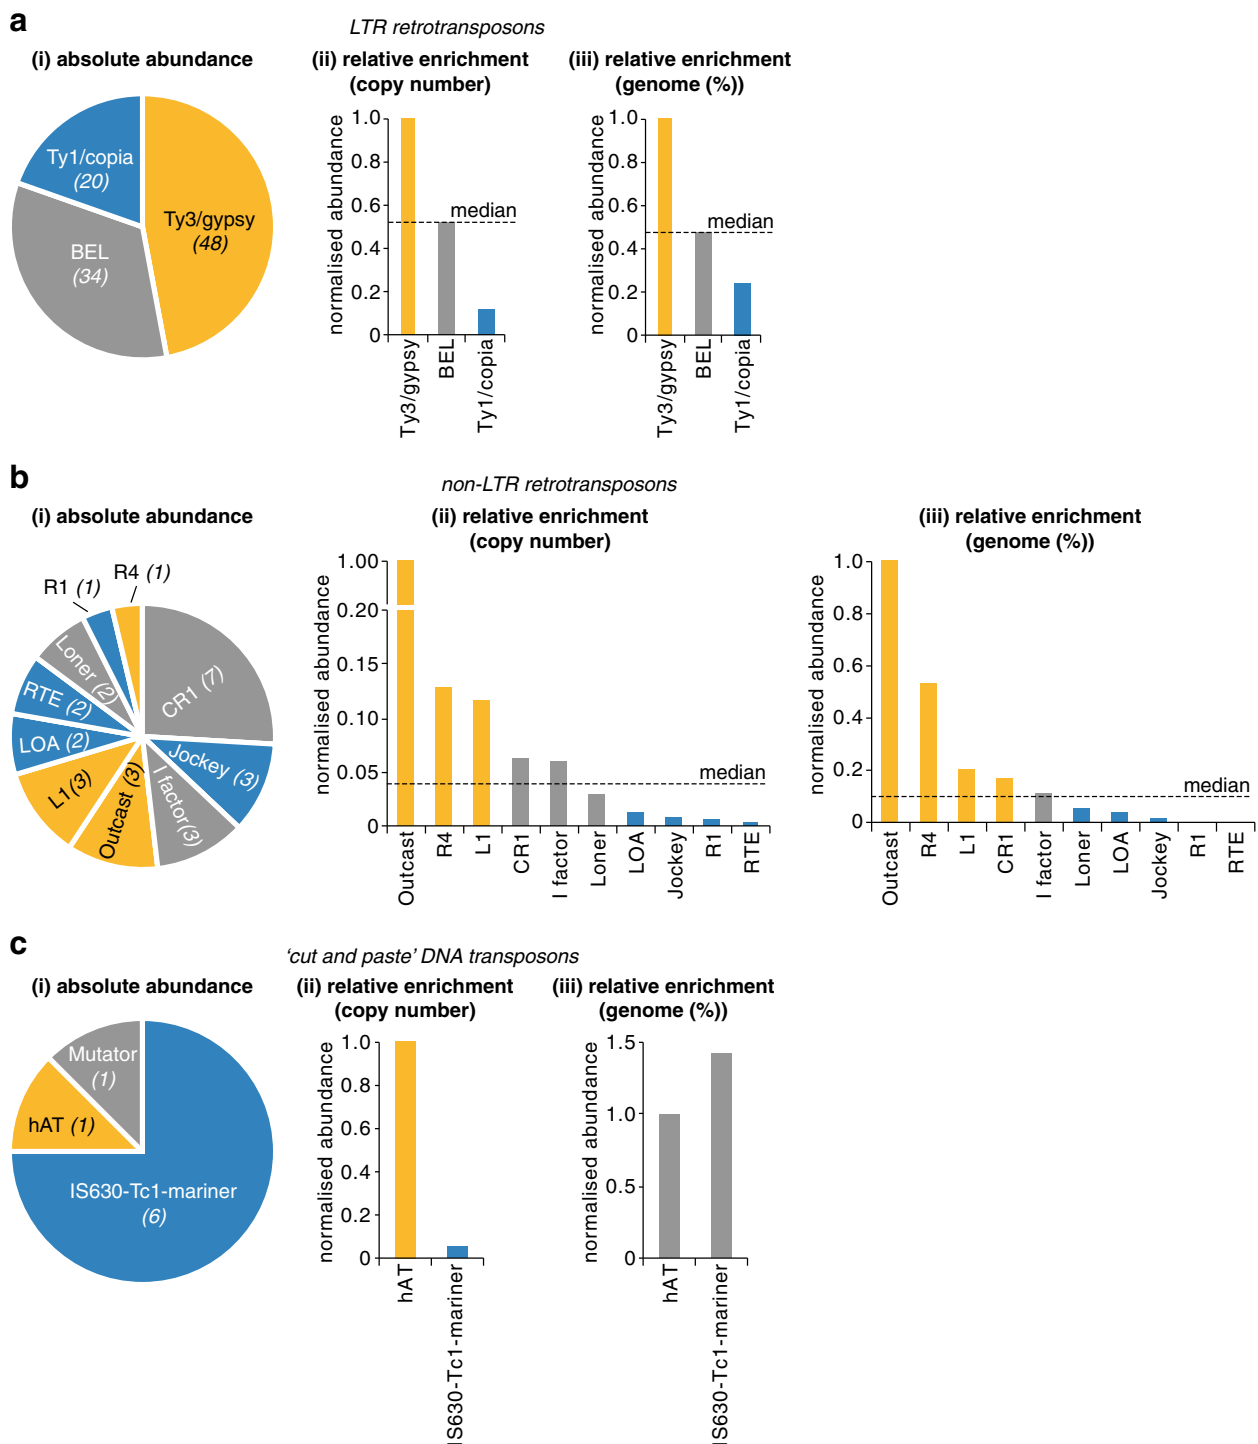 a
LTR retrotransposons
(i) absolute abundance
Ty1/copia
(20)
Ty3/gypsy
(48)
BEL
(34)
(ii) relative enrichment
(copy number)
normalised abundance
1.0
0.8
0.6
0.4
0.2
0
median
Ty3/gypsy
BEL
Ty1/copia
(iii) relative enrichment
(genome (%))
normalised abundance
1.0
0.8
0.6
0.4
0.2
0
median
Ty3/gypsy
BEL
Ty1/copia
b
non-LTR retrotransposons
(i) absolute abundance
R4 (1)
R1 (1)
Loner (2)
CR1 (7)
RTE (2)
LOA (2)
Jockey (3)
L1(3)
Outcast (3)
I factor(3)
(ii) relative enrichment
(copy number)
normalised abundance
1.00
0.20
0.15
0.10
0.05
0
median
Outcast
R4
L1
CR1
I factor
Loner
LOA
Jockey
R1
RTE
(iii) relative enrichment
(genome (%))
normalised abundance
1.0
0.8
0.6
0.4
0.2
0
median
Outcast
R4
L1
CR1
I factor
Loner
LOA
Jockey
R1
RTE
c
‘cut and paste’ DNA transposons
(i) absolute abundance
Mutator
(1)
hAT (1)
IS630-Tc1-mariner
(6)
(ii) relative enrichment
(copy number)
normalised abundance
1.0
0.8
0.6
0.4
0.2
0
hAT
IS630-Tc1-mariner
(iii) relative enrichment
(genome (%))
normalised abundance
1.5
1.0
0.5
0
hAT
IS630-Tc1-mariner